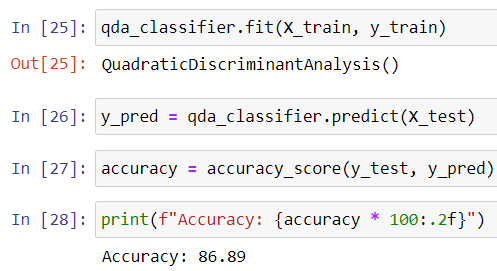 In [25]: qda_classifier.fit(X_train, y_train)
Out[25]: QuadraticDiscriminantAnalysis()
In [26]: y_pred = qda_classifier.predict(X_test)
In [27]: accuracy = accuracy_score(y_test, y_pred)
In [28]: print(f"Accuracy: {accuracy * 100:.2f}")
Accuracy: 86.89